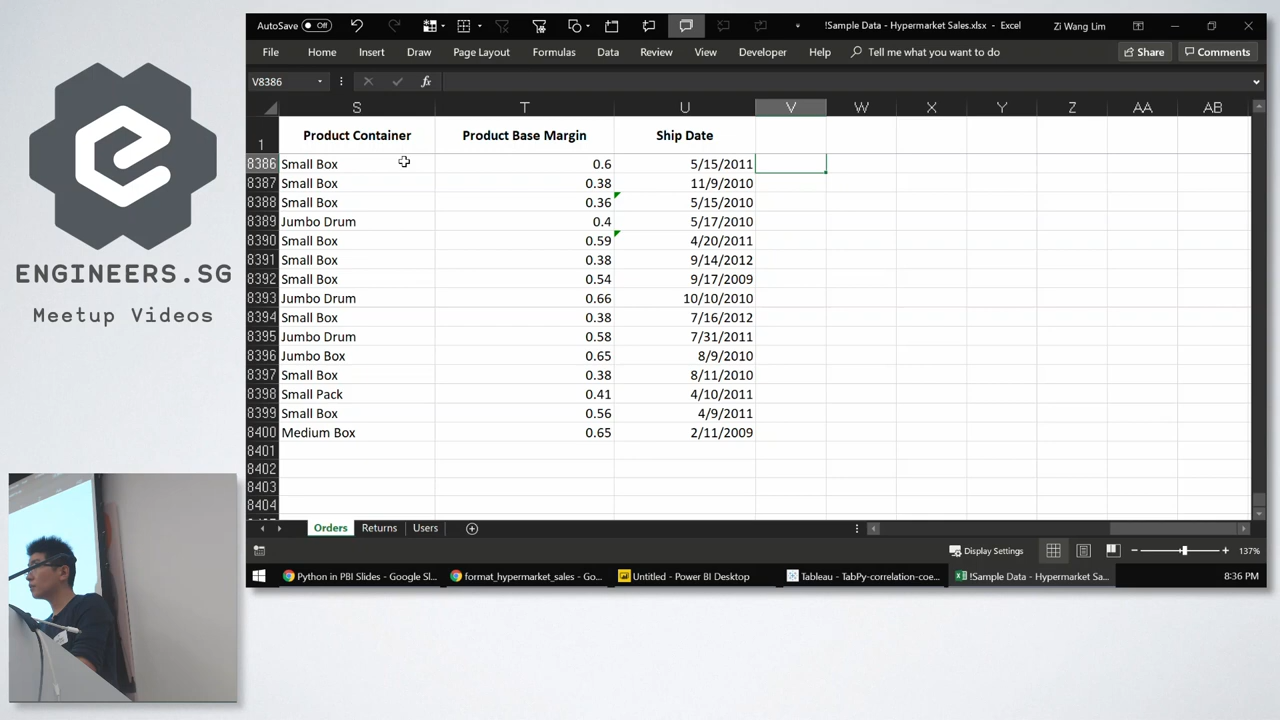 AutoSave Off !Sample Data - Hypermarket Sales.xlsx - Excel Zi Wang Lim
File Home Insert Draw Page Layout Formulas Data Review View Developer Help Tell me what you want to do Share Comments
V8386 fx
S T U V W X Y Z AA AB
1 Product Container Product Base Margin Ship Date
8386 Small Box 0.6 5/15/2011
8387 Small Box 0.38 11/9/2010
8388 Small Box 0.36 5/15/2010
8389 Jumbo Drum 0.4 5/17/2010
8390 Small Box 0.59 4/20/2011
8391 Small Box 0.38 9/14/2012
8392 Small Box 0.54 9/17/2009
8393 Jumbo Drum 0.66 10/10/2010
8394 Small Box 0.38 7/16/2012
8395 Jumbo Drum 0.58 7/31/2011
8396 Jumbo Box 0.65 8/9/2010
8397 Small Box 0.38 8/11/2010
8398 Small Pack 0.41 4/10/2011
8399 Small Box 0.56 4/9/2011
8400 Medium Box 0.65 2/11/2009
8401
8402
8403
8404
Orders Returns Users
Display Settings 137%
Python in PBI Slides - Google Sl... format_hypermarket_sales - Go... Untitled - Power BI Desktop Tableau - TabPy-correlation-coe... !Sample Data - Hypermarket Sa... 8:36 PM
ENGINEERS.SG
Meetup Videos